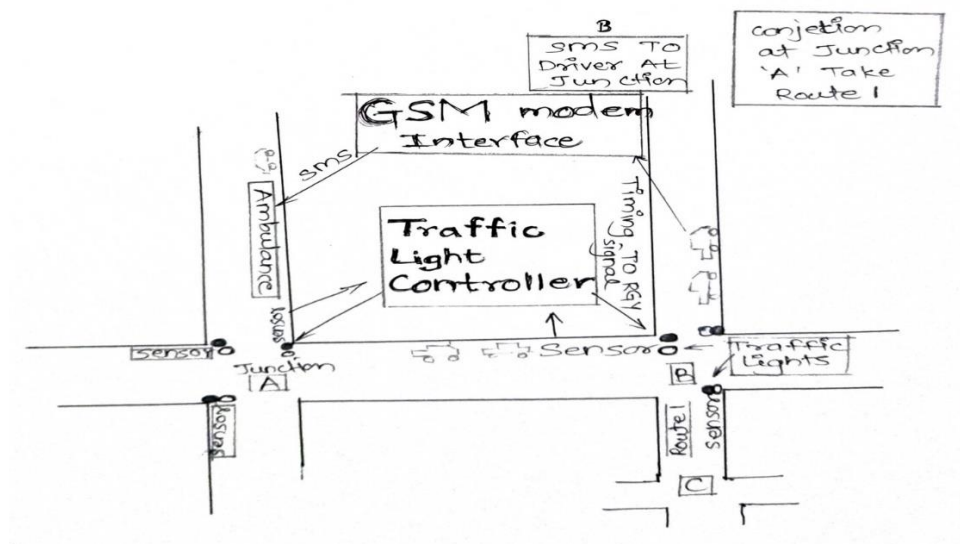 B
SMS TO
Driver At
Junction
conjetion
at Junction
'A' Take
Route 1
GSM modem
Interface
SMS
Ambulance
Traffic
Light
Controller
Timing TO RGY
signal
sensor
sensor
Junction
A
Sensor
Traffic
Lights
B
sensor
Route 1
sensor
C